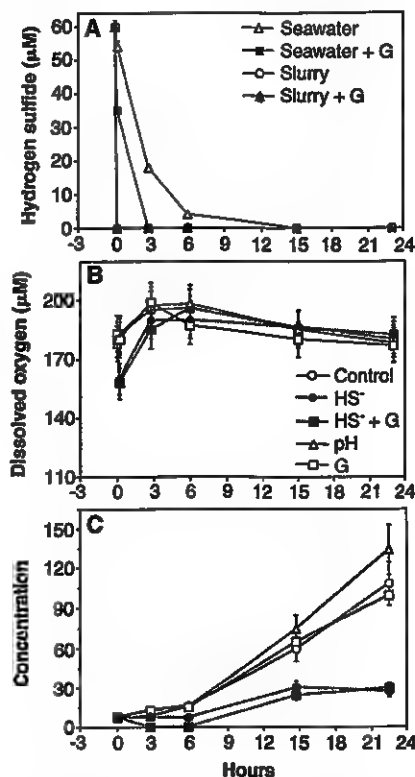 A
Hydrogen sulfide (μM)
60
50
40
30
20
10
0
Seawater
Seawater + G
Slurry
Slurry + G
-3 0 3 6 9 12 15 18 21 24
B
Dissolved oxygen (μM)
200
170
140
110
Control
HS-
HS- + G
pH
G
-3 0 3 6 9 12 15 18 21 24
C
Concentration
150
120
90
60
30
0
-3 0 3 6 9 12 15 18 21 24
Hours